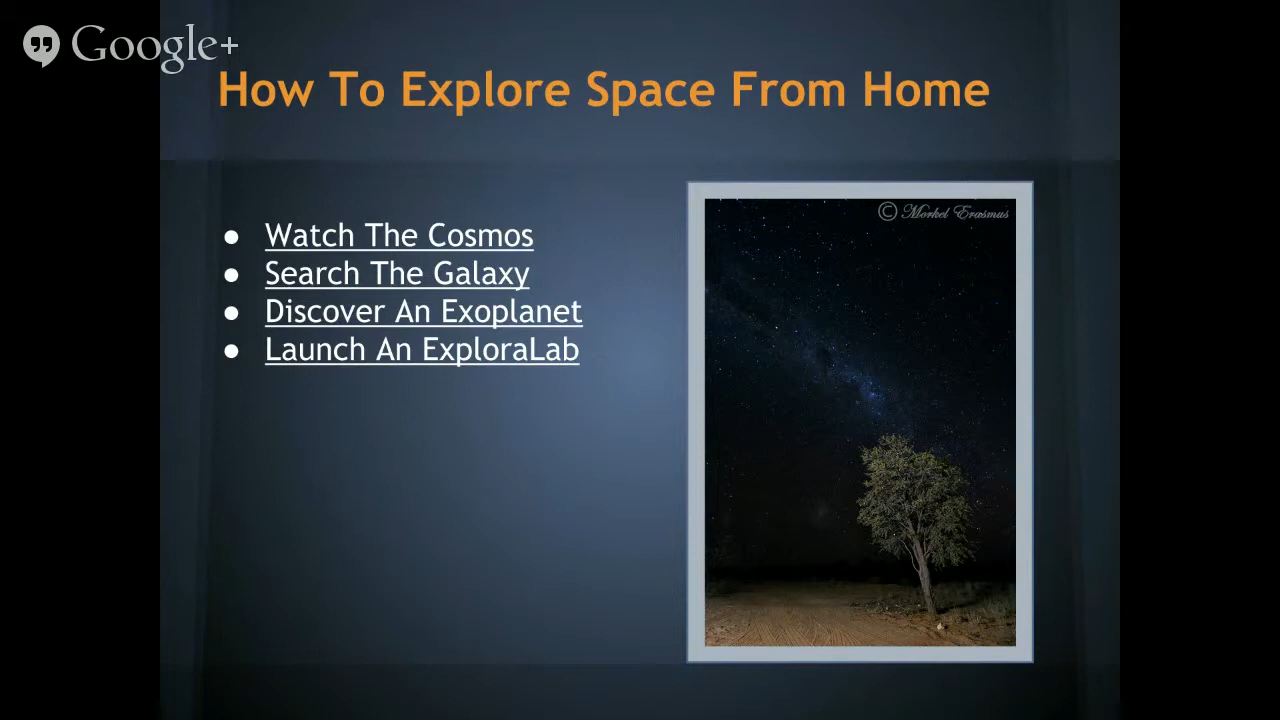 Google+
How To Explore Space From Home
© Morkel Erasmus
● Watch The Cosmos
● Search The Galaxy
● Discover An Exoplanet
● Launch An ExploraLab